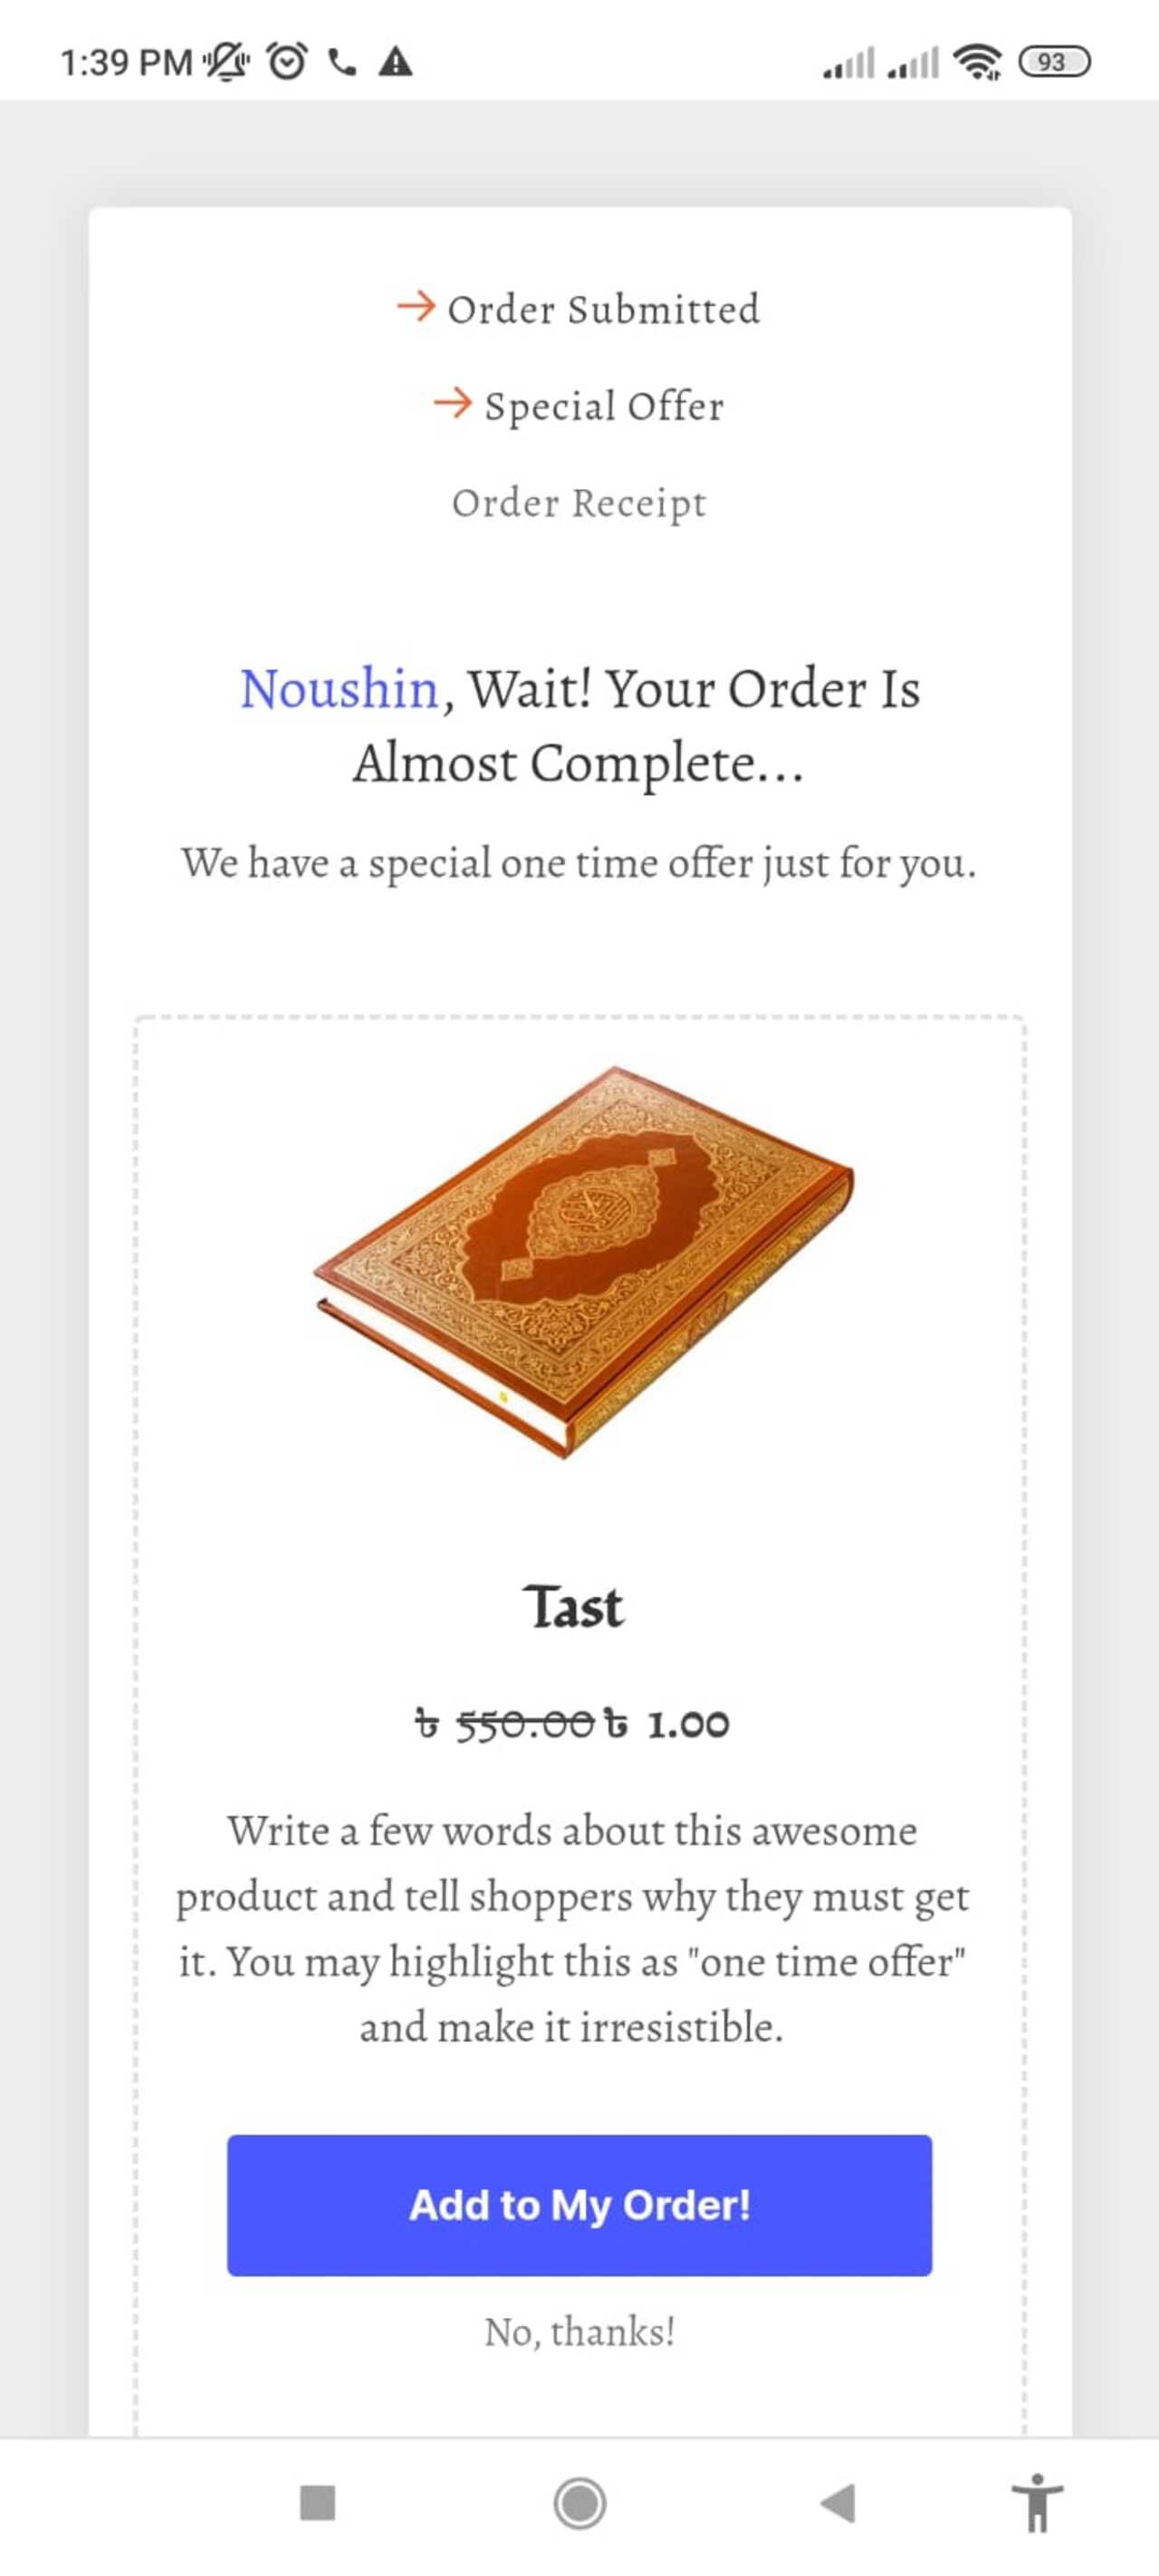 1:39 PM
93
Order Submitted
Special Offer
Order Receipt
Noushin, Wait! Your Order Is
Almost Complete...
We have a special one time offer just for you.
Tast
৳ 550.00 ৳ 1.00
Write a few words about this awesome
product and tell shoppers why they must get
it. You may highlight this as "one time offer"
and make it irresistible.
Add to My Order!
No, thanks!